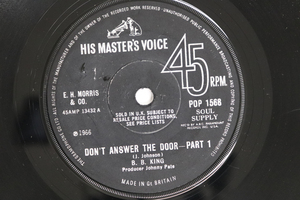 HIS MASTER'S VOICE
45
R.P.M.
E. H. MORRIS
& CO.
45AMP 13432 A
SOLD IN U.K. SUBJECT TO
RESALE PRICE CONDITIONS,
SEE PRICE LISTS
POP 1568
SOUL
SUPPLY
℗1966
DON'T ANSWER THE DOOR—PART 1
(J. Johnson)
B. B. KING
Producer Johnny Pate
MADE IN Gt BRITAIN